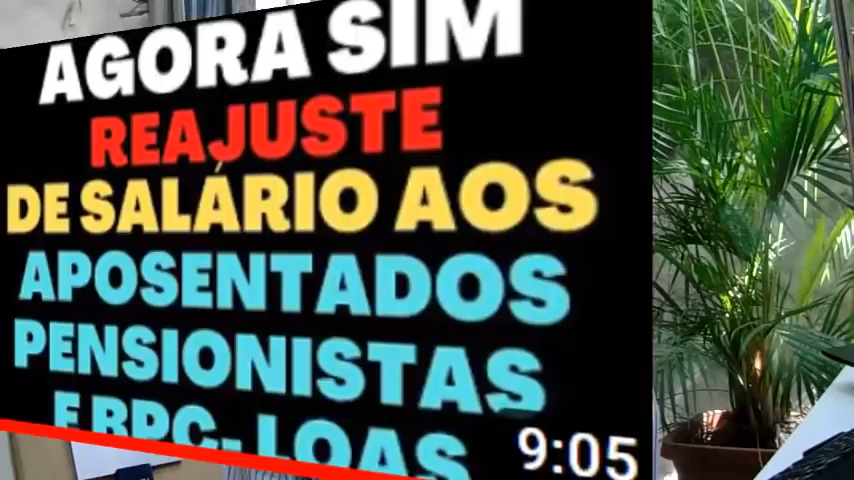 AGORA SIM
REAJUSTE
DE SALÁRIO AOS
APOSENTADOS
PENSIONISTAS
E BPC- LOAS
9:05